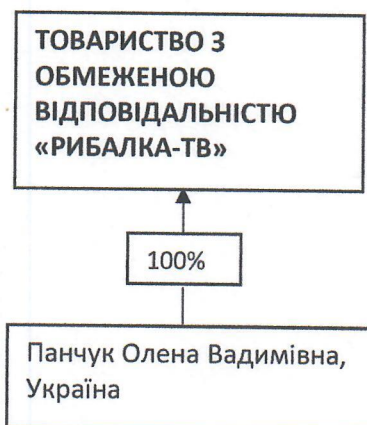 ТОВАРИСТВО З
ОБМЕЖЕНОЮ
ВІДПОВІДАЛЬНІСТЮ
«РИБАЛКА-ТВ»
100%
Панчук Олена Вадимівна,
Україна